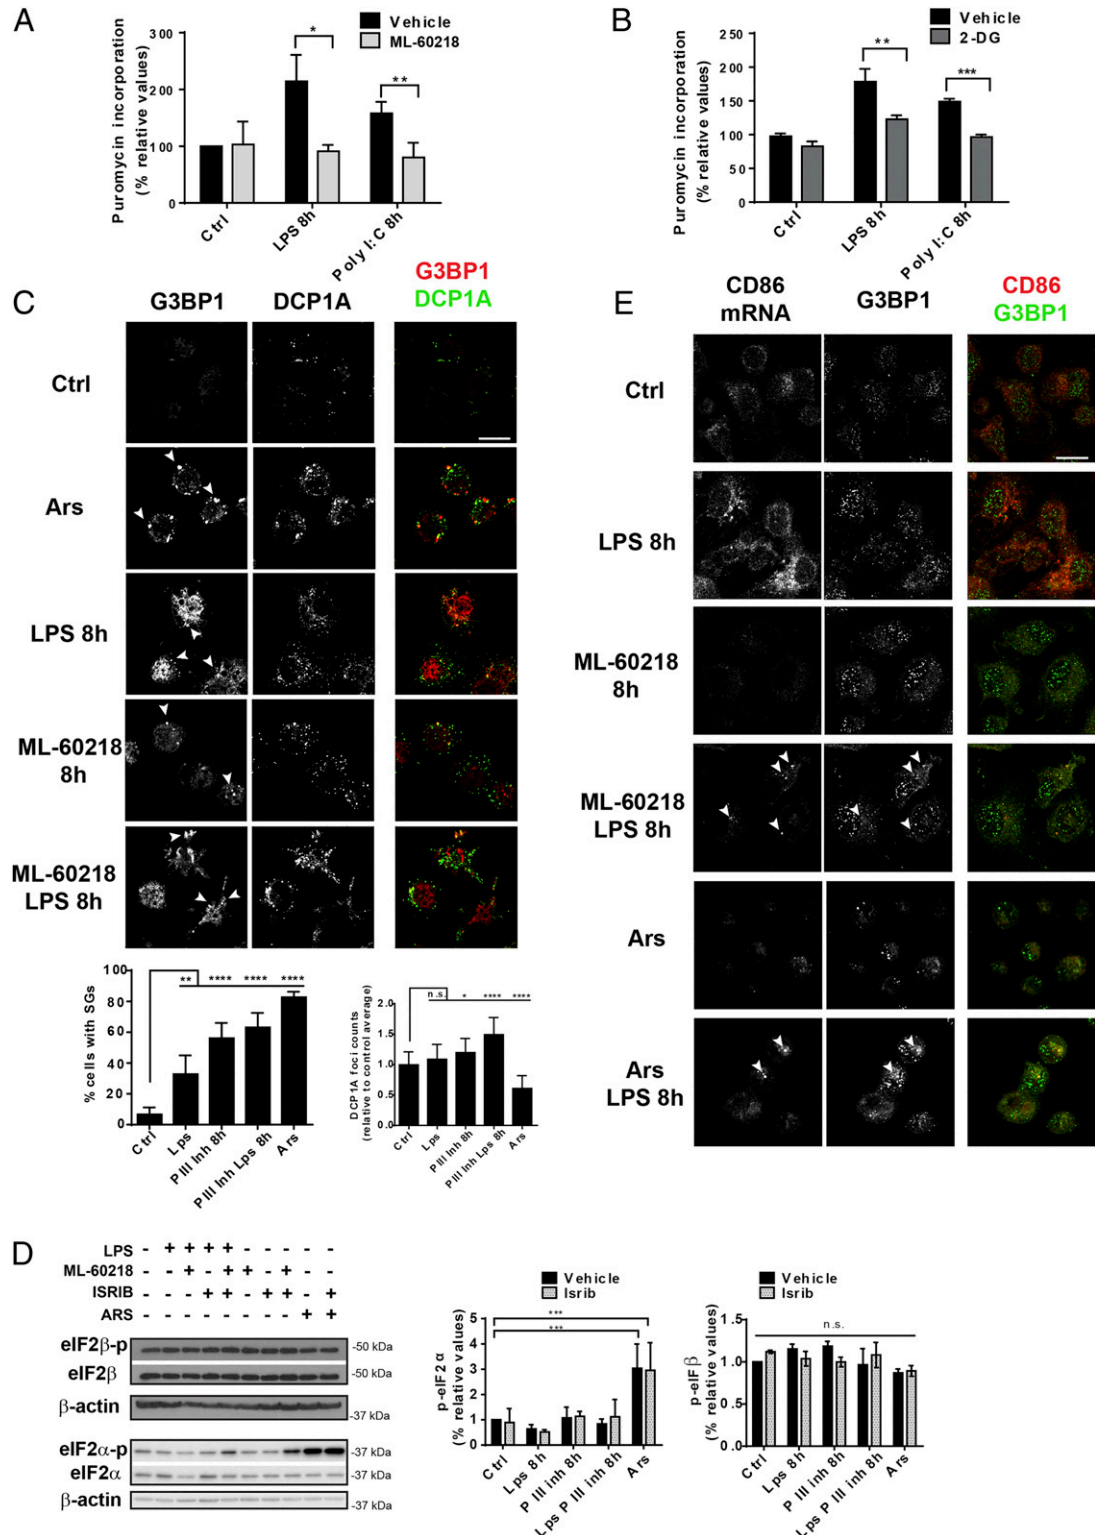 A
Puromycin incorporation
(% relative values)
300
200
100
0
Vehicle
ML-60218
*
**
Ctrl
LPS 8h
Poly I:C 8h
B
Puromycin incorporation
(% relative values)
250
200
150
100
50
0
Vehicle
2-DG
**
***
Ctrl
LPS 8h
Poly I:C 8h
C
G3BP1
DCP1A
G3BP1
DCP1A
Ctrl
Ars
LPS 8h
ML-60218
8h
ML-60218
LPS 8h
% cells with SGs
100
80
60
40
20
0
**
****
****
****
Ctrl
Lps
P III Inh 8h
P III Inh Lps 8h
Ars
DCP1A foci counts
(relative to control average)
2.0
1.5
1.0
0.5
0.0
n.s.
*
****
****
Ctrl
Lps
P III Inh 8h
P III Inh Lps 8h
Ars
E
CD86
mRNA
G3BP1
CD86
G3BP1
Ctrl
LPS 8h
ML-60218
8h
ML-60218
LPS 8h
Ars
Ars
LPS 8h
D
LPS - + + + + - - - - -
ML-60218 - - + - + + - + - -
ISRIB - - - + + - + + - +
ARS - - - - - - - - + +
eIF2β-p -50 kDa
eIF2β -50 kDa
β-actin -37 kDa
eIF2α-p -37 kDa
eIF2α -37 kDa
β-actin -37 kDa
Vehicle
Isrib
p-eIF2α
(% relative values)
5
4
3
2
1
0
***
***
Ctrl
Lps 8h
P III inh 8h
Lps P III inh 8h
Ars
Vehicle
Isrib
p-eIF β
(% relative values)
1.5
1.0
0.5
0.0
n.s.
Ctrl
Lps 8h
P III inh 8h
Lps P III inh 8h
Ars